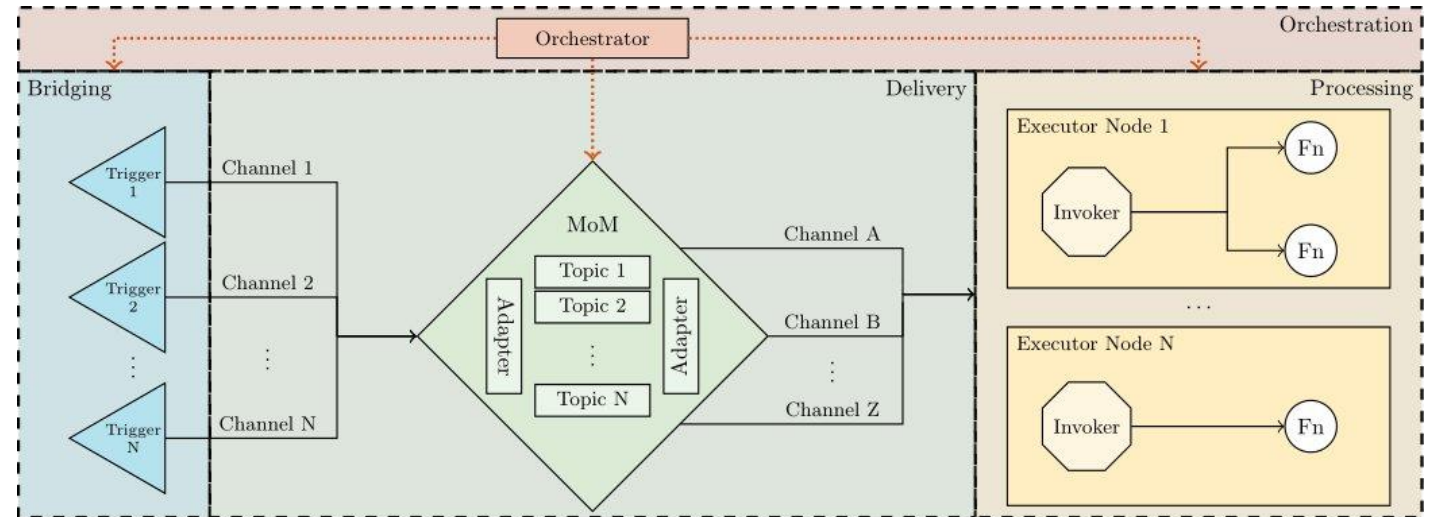 Orchestration
Orchestrator
Bridging
Delivery
Processing
Trigger
1
Channel 1
Trigger
2
Channel 2
⋮
⋮
Trigger
N
Channel N
MoM
Adapter
Topic 1
Topic 2
⋮
Topic N
Adapter
Channel A
Channel B
⋮
Channel Z
Executor Node 1
Invoker
Fn
Fn
...
Executor Node N
Invoker
Fn